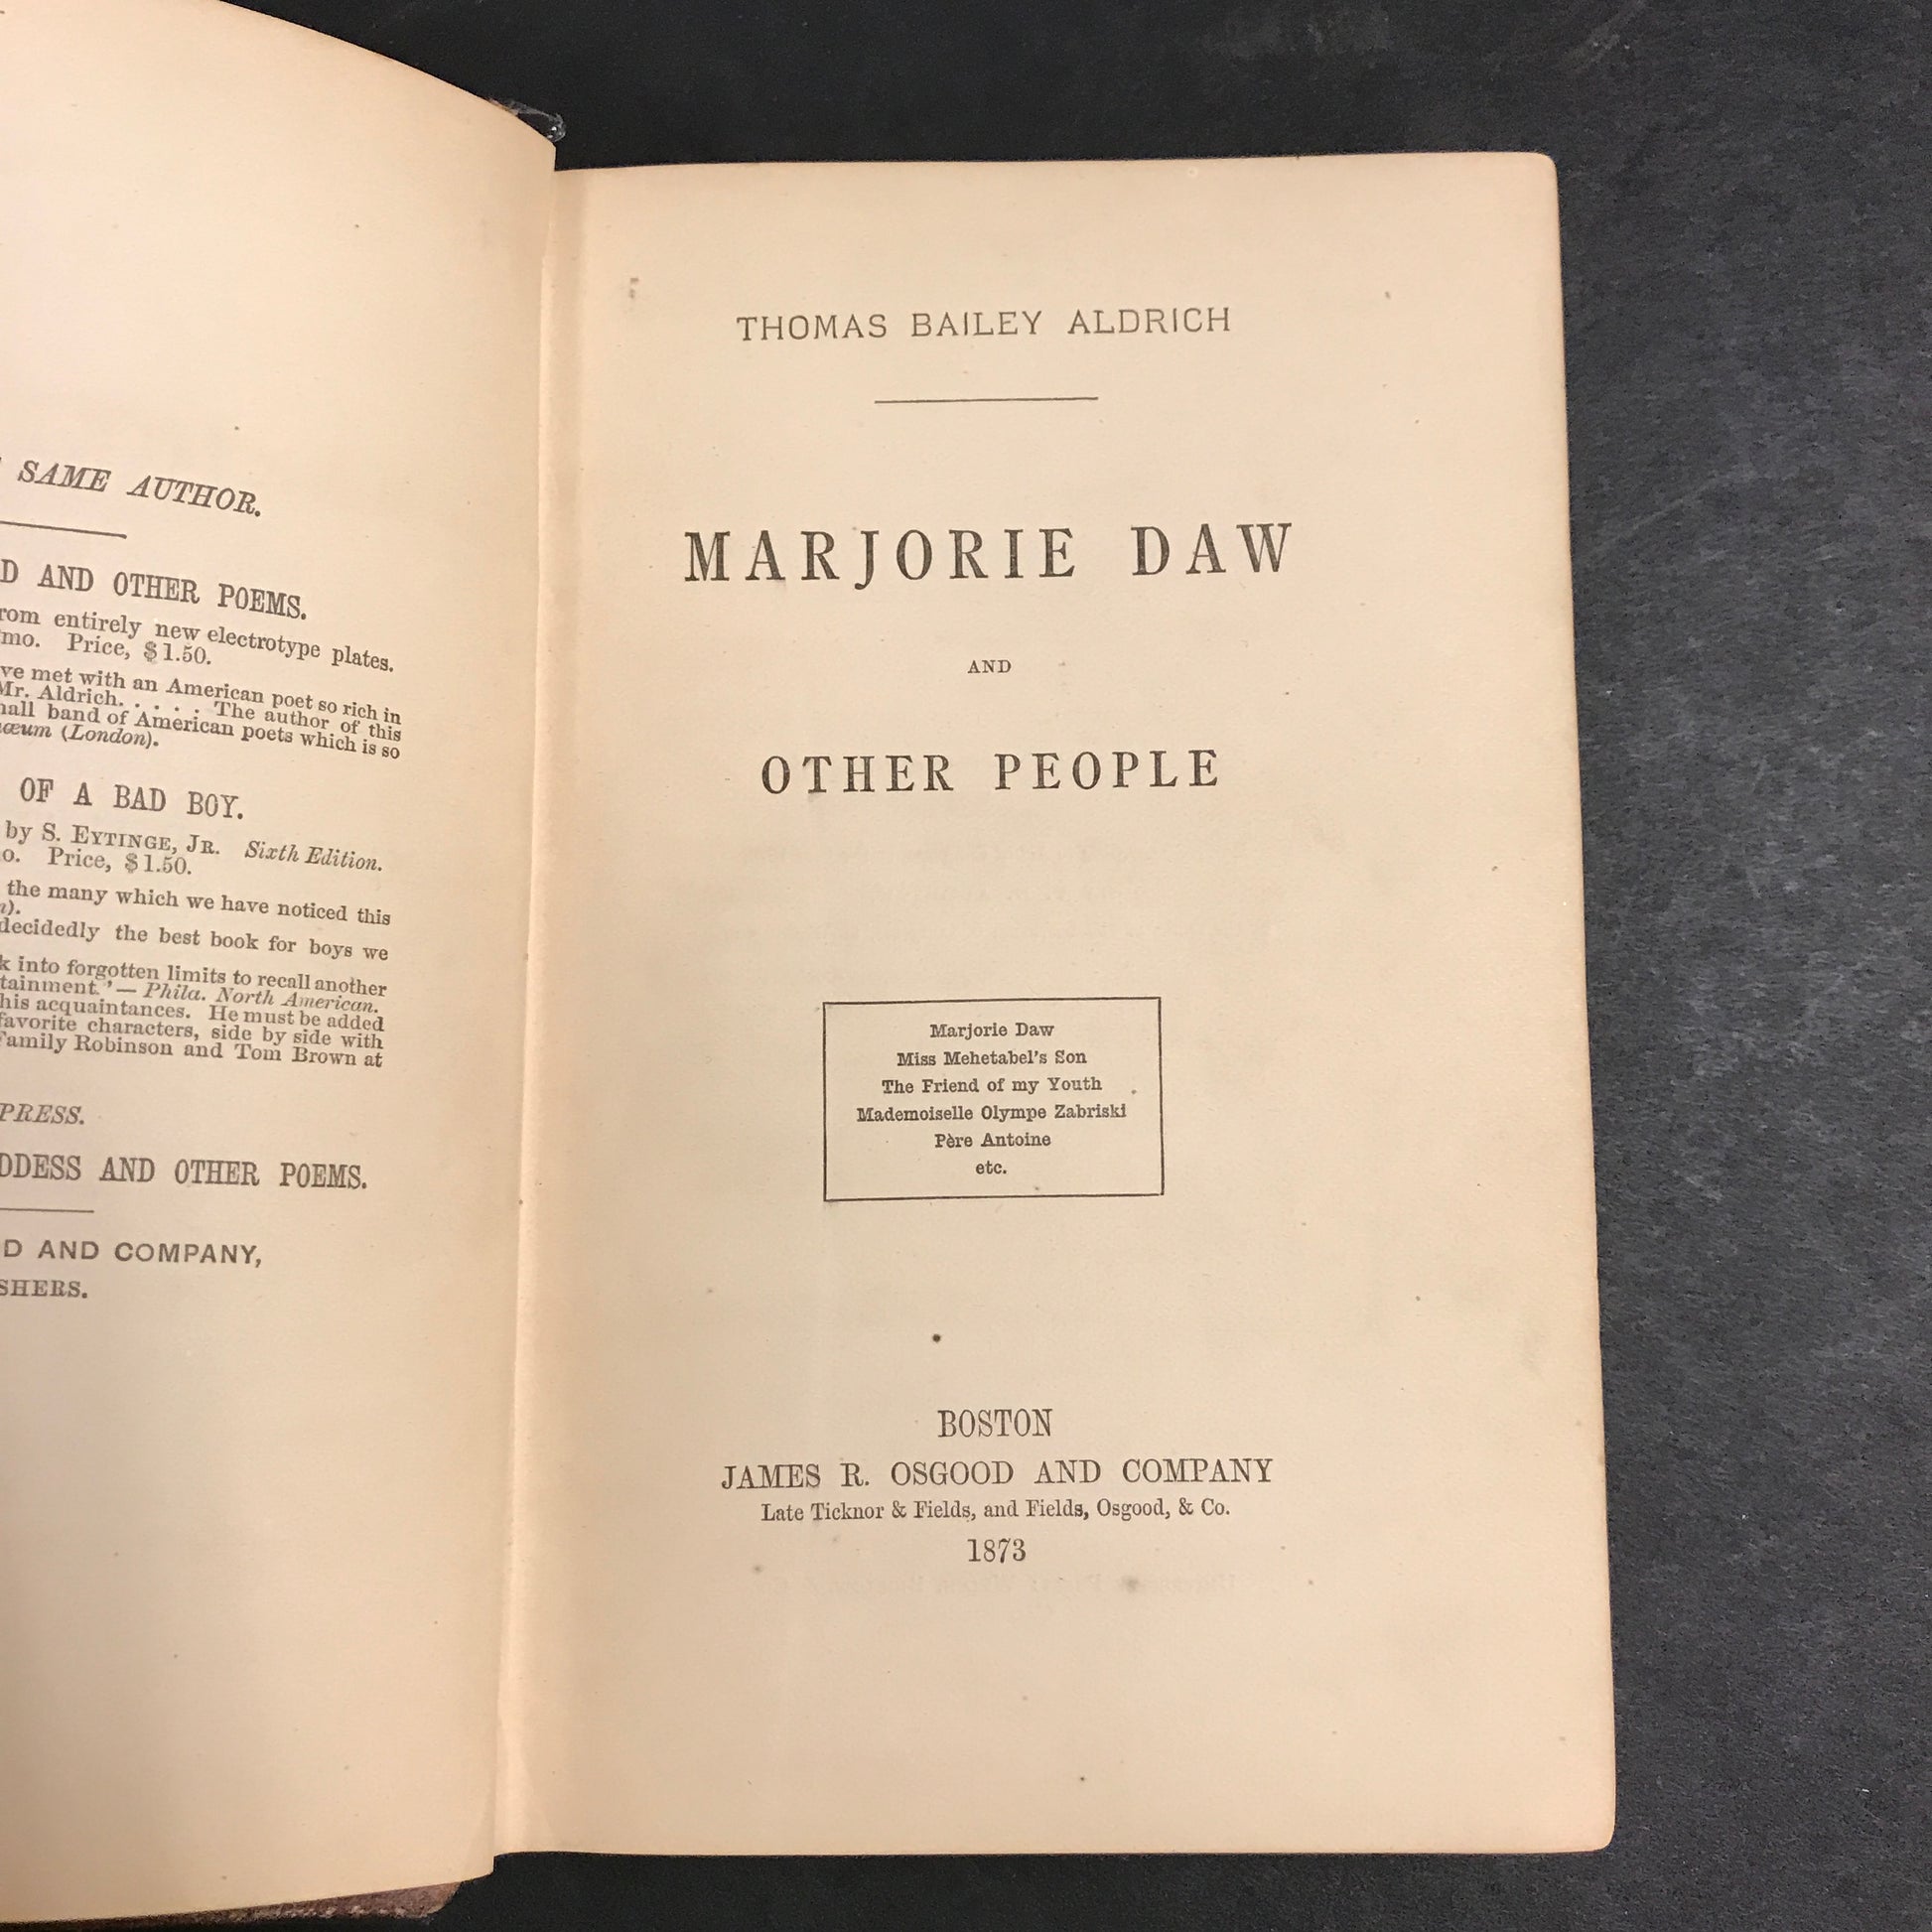 SAME AUTHOR.
D AND OTHER POEMS.
rom entirely new electrotype plates.
mo. Price, $1.50.
ve met with an American poet so rich in
Mr. Aldrich. . . . . The author of this
mall band of American poets which is so
næum (London).
OF A BAD BOY.
by S. EYTINGE, JR. Sixth Edition.
o. Price, $1.50.
the many which we have noticed this
n).
decidedly the best book for boys we
k into forgotten limits to recall another
tainment.'— Phila. North American.
his acquaintances. He must be added
favorite characters, side by side with
Family Robinson and Tom Brown at
PRESS.
DDESS AND OTHER POEMS.
D AND COMPANY,
SHERS.
THOMAS BAILEY ALDRICH
MARJORIE DAW
AND
OTHER PEOPLE
Marjorie Daw
Miss Mehetabel's Son
The Friend of my Youth
Mademoiselle Olympe Zabriski
Père Antoine
etc.
BOSTON
JAMES R. OSGOOD AND COMPANY
Late Ticknor & Fields, and Fields, Osgood, & Co.
1873